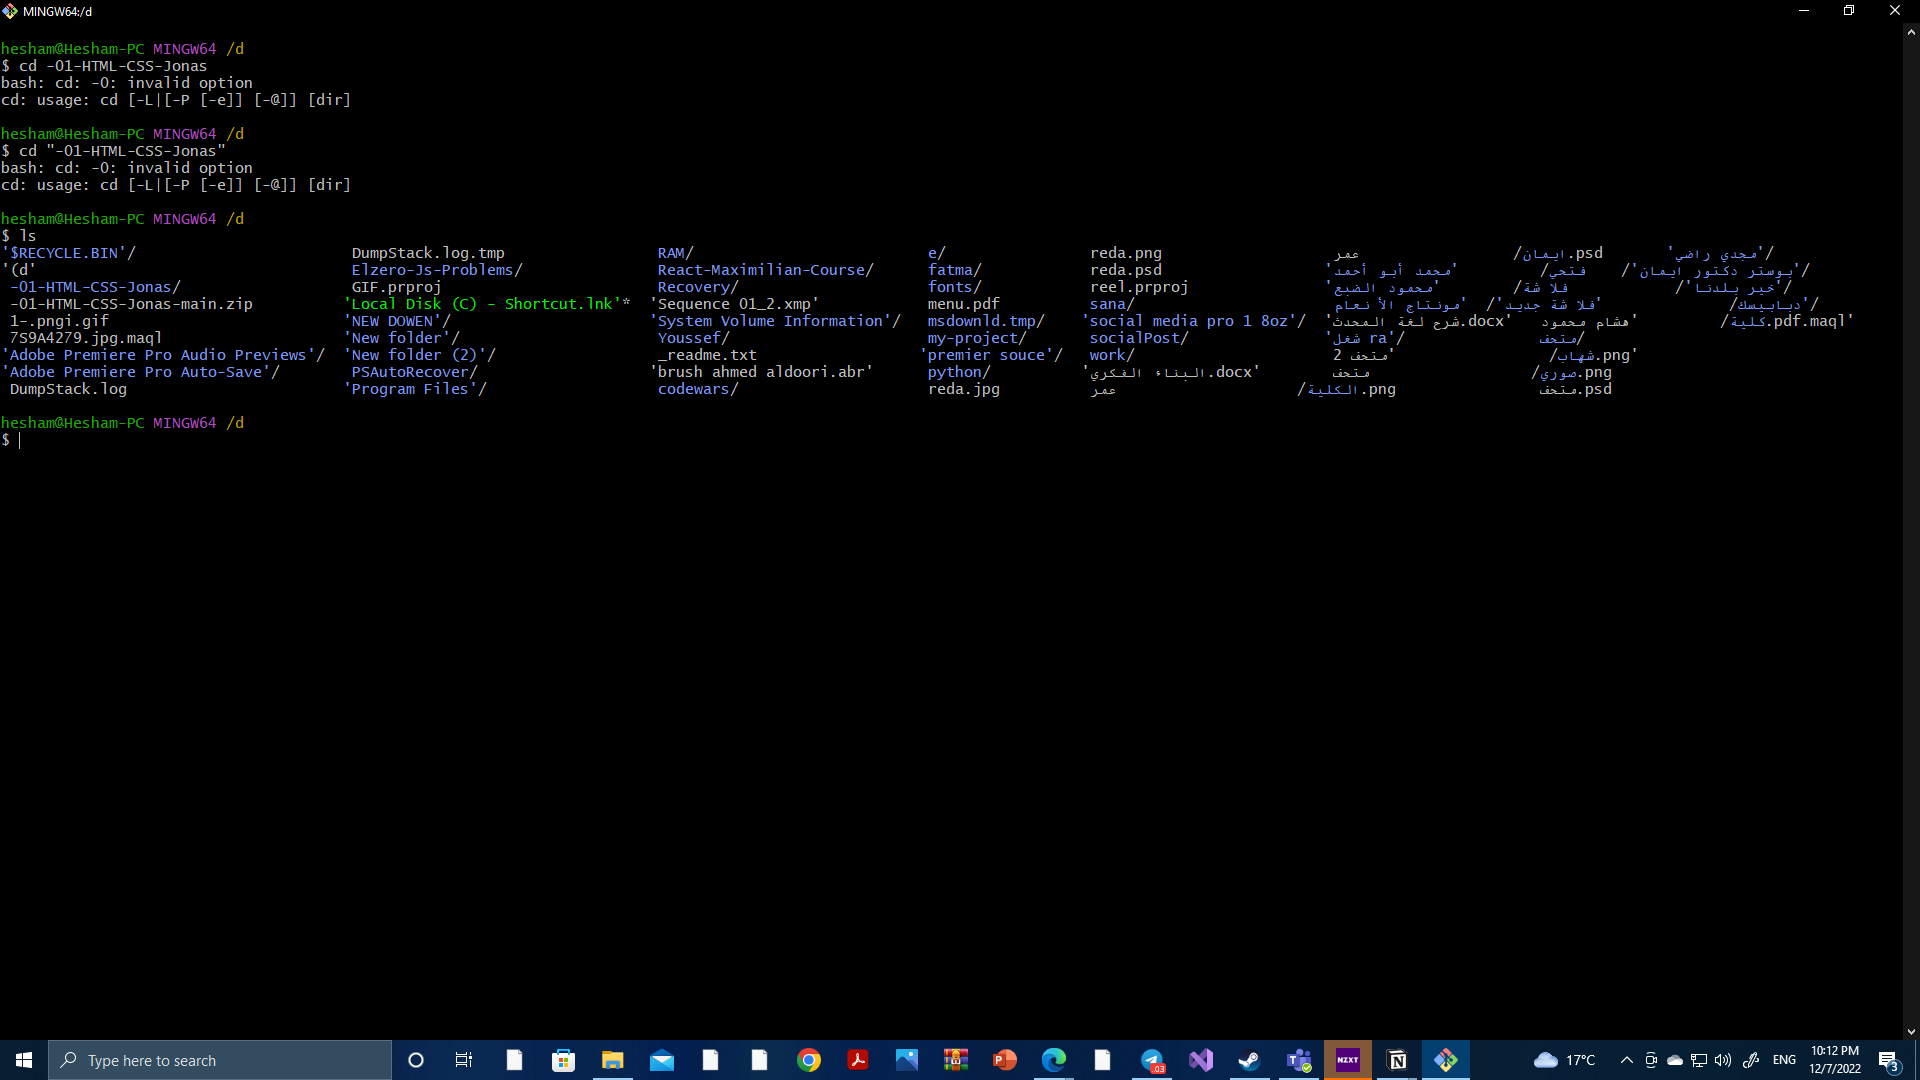 MINGW64:/d
hesham@Hesham-PC MINGW64 /d
$ cd -01-HTML-CSS-Jonas
bash: cd: -0: invalid option
cd: usage: cd [-L|[-P [-e]] [-@]] [dir]
hesham@Hesham-PC MINGW64 /d
$ cd "-01-HTML-CSS-Jonas"
bash: cd: -0: invalid option
cd: usage: cd [-L|[-P [-e]] [-@]] [dir]
hesham@Hesham-PC MINGW64 /d
$ ls
'$RECYCLE.BIN'/ DumpStack.log.tmp RAM/ e/ reda.png عمر /ايمان.psd 'مجدي راضي'/
'(d' Elzero-Js-Problems/ React-Maximilian-Course/ fatma/ reda.psd 'محمد أبو أحمد' /فتحي /'بوستر دكتور ايمان'/
-01-HTML-CSS-Jonas/ GIF.prproj Recovery/ fonts/ reel.prproj 'محمود الضبع' /فلا شة /'خير بلدنا'/
-01-HTML-CSS-Jonas-main.zip 'Local Disk (C) - Shortcut.lnk'* 'Sequence 01_2.xmp' menu.pdf sana/ 'مونتاج الأنعام' /'فلا شة جديد' /دبابيسك'/
1-.pngi.gif 'NEW DOWEN'/ 'System Volume Information'/ msdownld.tmp/ 'social media pro 1 8oz'/ 'شرح لغة المحدث.docx' هشام محمود' /كلية.pdf.maql'
7S9A4279.jpg.maql 'New folder'/ Youssef/ my-project/ socialPost/ 'شغل ra'/ متحف/
'Adobe Premiere Pro Audio Previews'/ 'New folder (2)'/ _readme.txt 'premier souce'/ work/ 'متحف 2 /شهاب.png'
'Adobe Premiere Pro Auto-Save'/ PSAutoRecover/ 'brush ahmed aldoori.abr' python/ 'البناء الفكري.docx' متحف /صوري.png
DumpStack.log 'Program Files'/ codewars/ reda.jpg عمر /الكلية.png متحف.psd
hesham@Hesham-PC MINGW64 /d
$
Type here to search
.03
NZXT
17°C
ENG
10:12 PM
12/7/2022
3